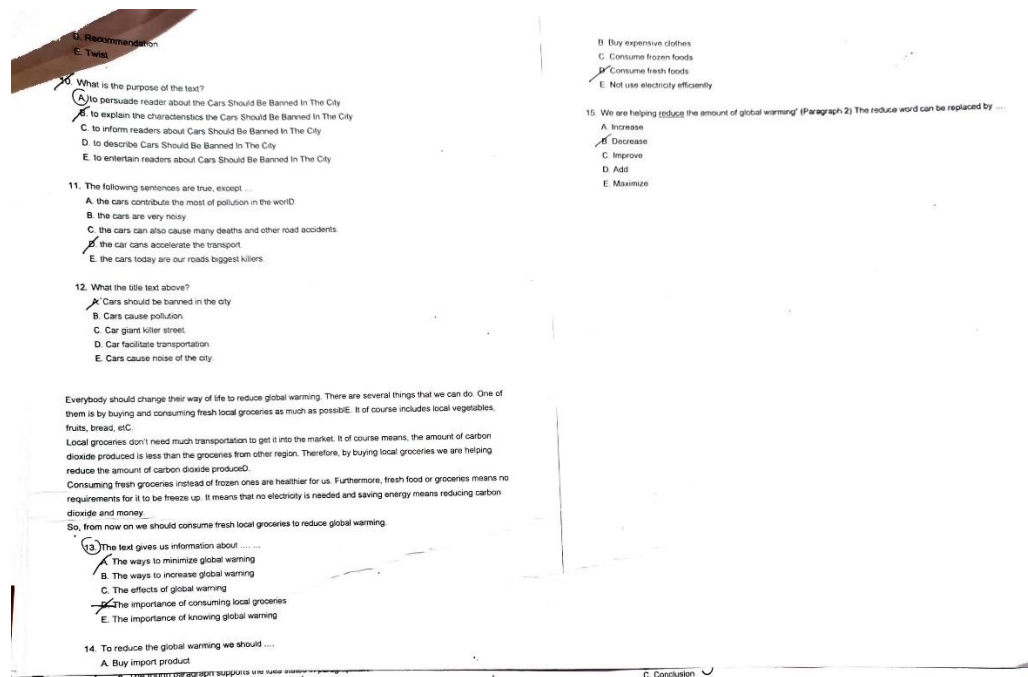 D. Recommendation
E. Twist
10. What is the purpose of the text?
A. to persuade reader about the Cars Should Be Banned In The City
B. to explain the characteristics the Cars Should Be Banned In The City
C. to inform readers about Cars Should Be Banned In The City
D. to describe Cars Should Be Banned In The City
E. to entertain readers about Cars Should Be Banned In The City
11. The following sentences are true, except ...
A. the cars contribute the most of pollution in the worlD.
B. the cars are very noisy
C. the cars can also cause many deaths and other road accidents.
D. the car cans accelerate the transport.
E. the cars today are our roads biggest killers.
12. What the title text above?
A. Cars should be banned in the city
B. Cars cause pollution.
C. Car giant killer street.
D. Car facilitate transportation
E. Cars cause noise of the city.
Everybody should change their way of life to reduce global warming. There are several things that we can do. One of
them is by buying and consuming fresh local groceries as much as possiblE. It of course includes local vegetables,
fruits, bread, etC.
Local groceries don't need much transportation to get it into the market. It of course means, the amount of carbon
dioxide produced is less than the groceries from other region. Therefore, by buying local groceries we are helping
reduce the amount of carbon dioxide produceD.
Consuming fresh groceries instead of frozen ones are healthier for us. Furthermore, fresh food or groceries means no
requirements for it to be freeze up. It means that no electricity is needed and saving energy means reducing carbon
dioxide and money.
So, from now on we should consume fresh local groceries to reduce global warming.
13. The text gives us information about .... ...
A. The ways to minimize global warning
B. The ways to increase global warning
C. The effects of global warning
D. The importance of consuming local groceries
E. The importance of knowing global warning
14. To reduce the global warming we should ....
A. Buy import product
B. Buy expensive clothes
C. Consume frozen foods
D. Consume fresh foods
E. Not use electricity efficiently
15. We are helping reduce the amount of global warming" (Paragraph 2) The reduce word can be replaced by ....
A. Increase
B. Decrease
C. Improve
D. Add
E. Maximize
C. Conclusion